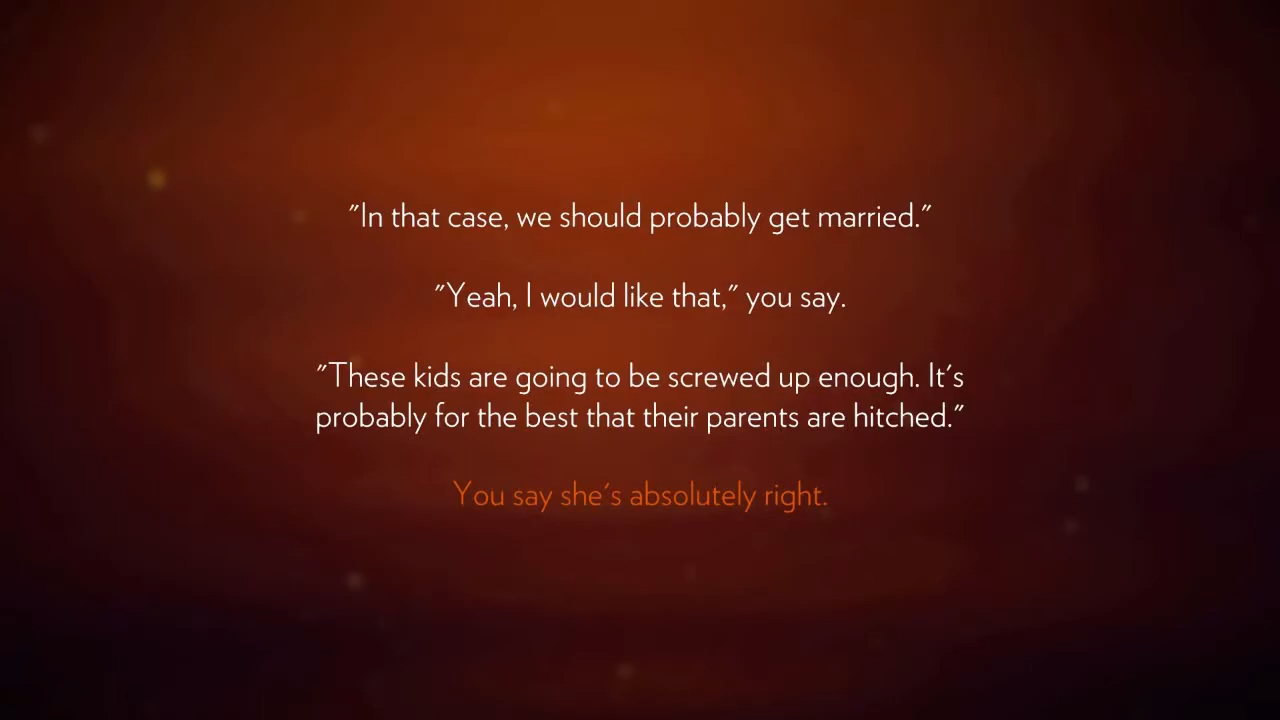 "In that case, we should probably get married."
"Yeah, I would like that," you say.
"These kids are going to be screwed up enough. It's
probably for the best that their parents are hitched."
You say she's absolutely right.